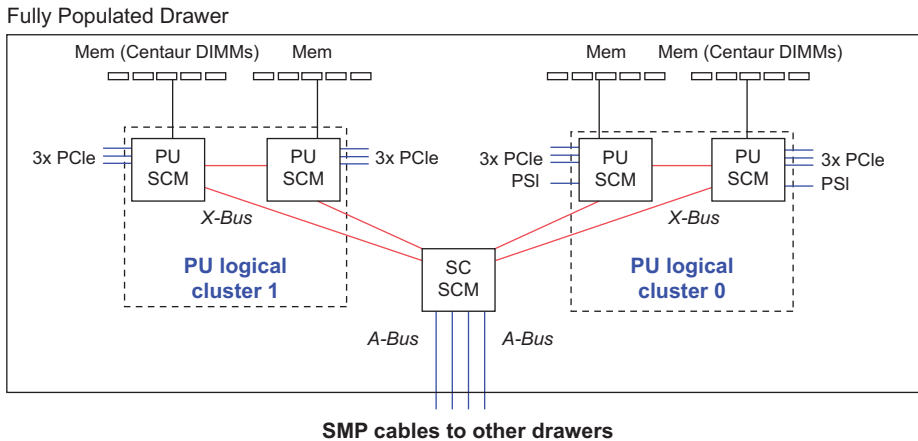 Fully Populated Drawer
Mem (Centaur DIMMs)
Mem
Mem
Mem (Centaur DIMMs)
3x PCIe
PU
SCM
PU
SCM
3x PCIe
3x PCIe
PSI
PU
SCM
PU
SCM
3x PCIe
PSI
X-Bus
X-Bus
PU logical
cluster 1
SC
SCM
PU logical
cluster 0
A-Bus
A-Bus
SMP cables to other drawers